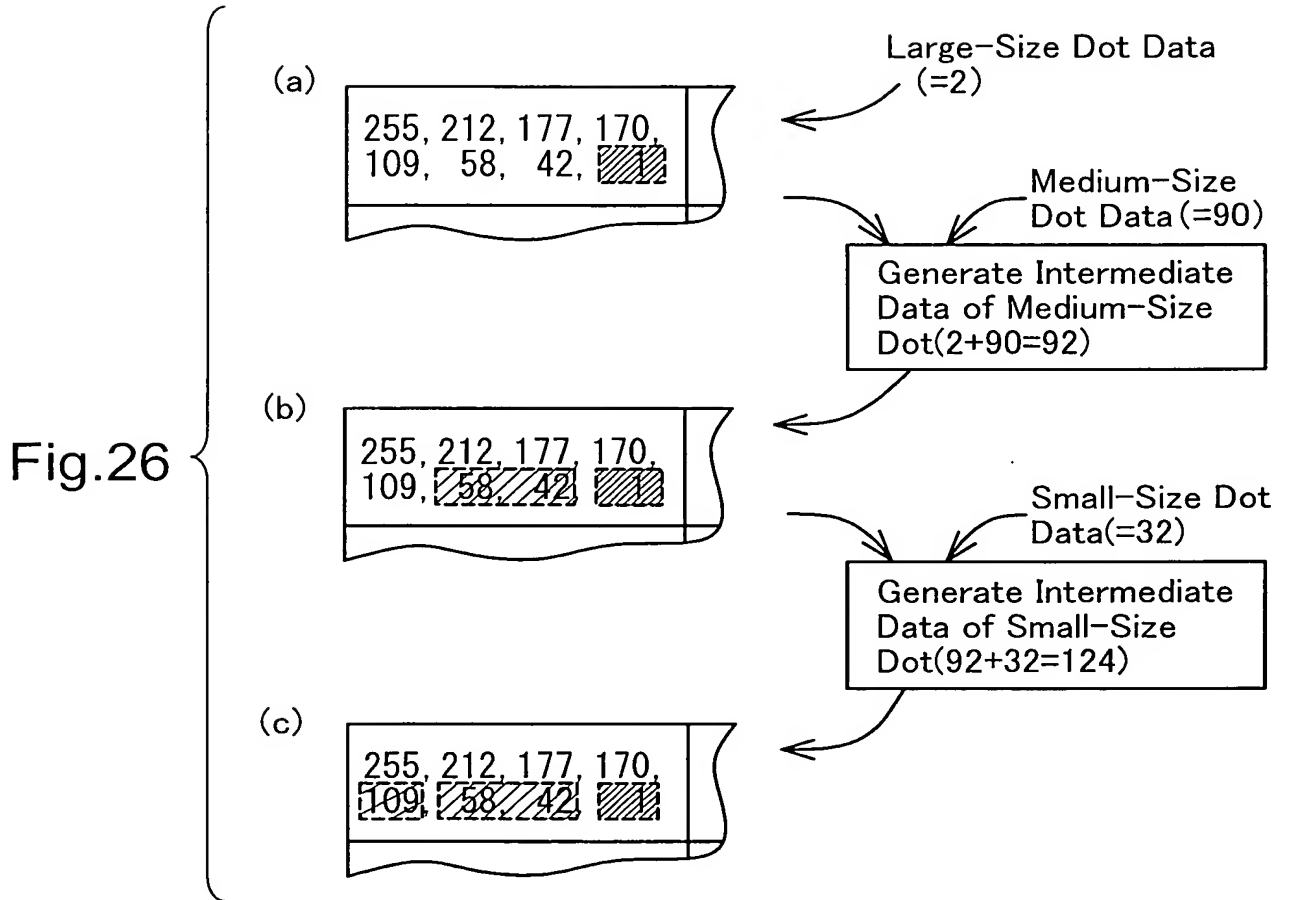 Fig.26
(a)
Large-Size Dot Data
(=2)
255, 212, 177, 170,
109, 58, 42, 1
Medium-Size
Dot Data(=90)
Generate Intermediate
Data of Medium-Size
Dot(2+90=92)
(b)
255, 212, 177, 170,
109, 58, 42, 1
Small-Size Dot
Data(=32)
Generate Intermediate
Data of Small-Size
Dot(92+32=124)
(c)
255, 212, 177, 170,
109, 58, 42, 1